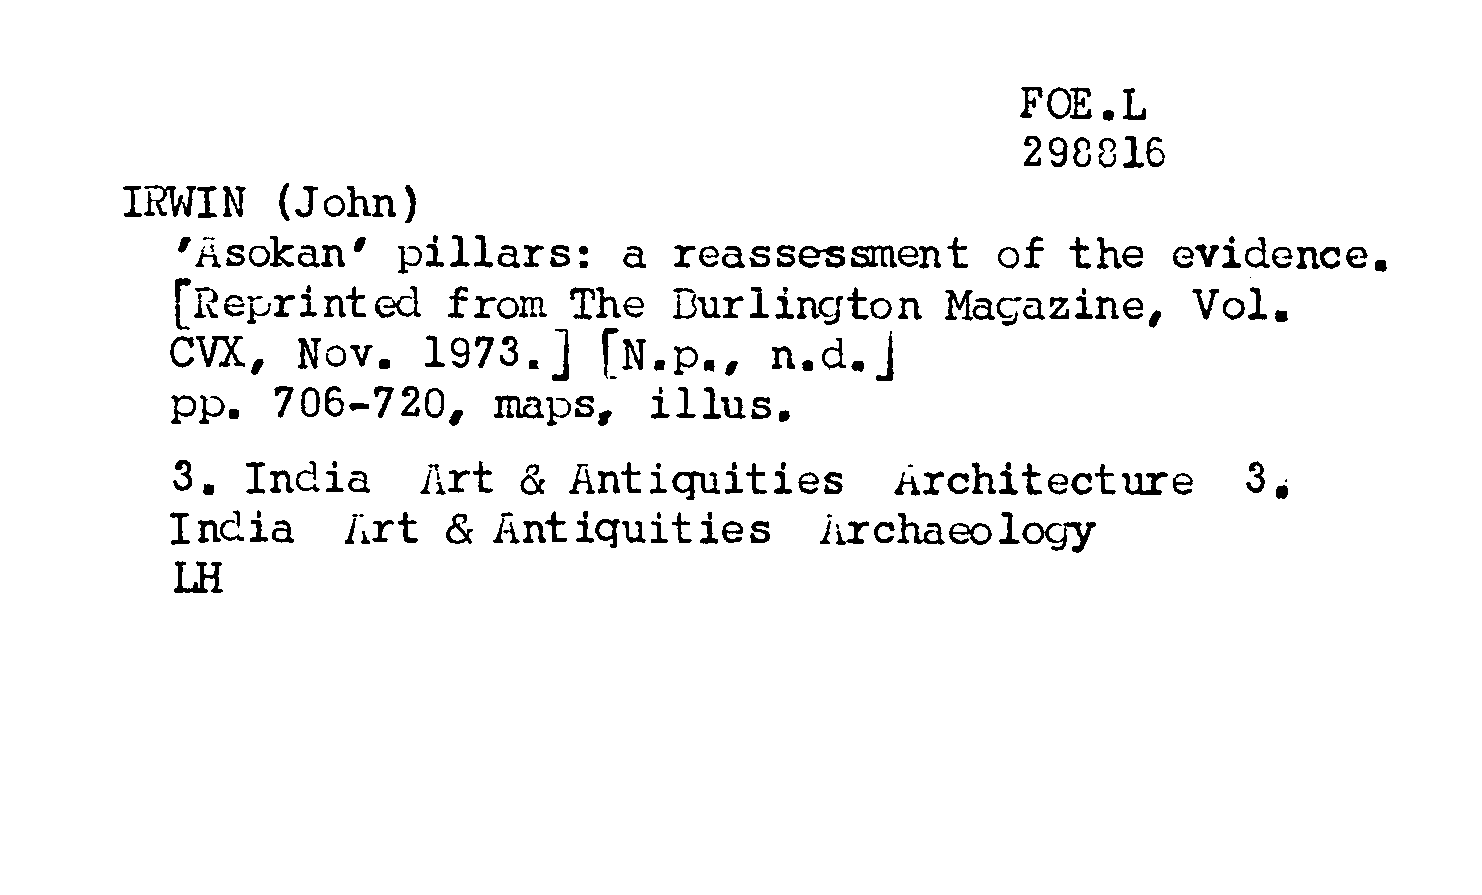 FOE.L
298816
IRWIN (John)
'Asokan' pillars: a reassessment of the evidence.
[Reprinted from The Burlington Magazine, Vol.
CVX, Nov. 1973.] [N.p., n.d.]
pp. 706-720, maps, illus.
3. India Art & Antiquities Architecture 3.
India Art & Antiquities Archaeology
LH